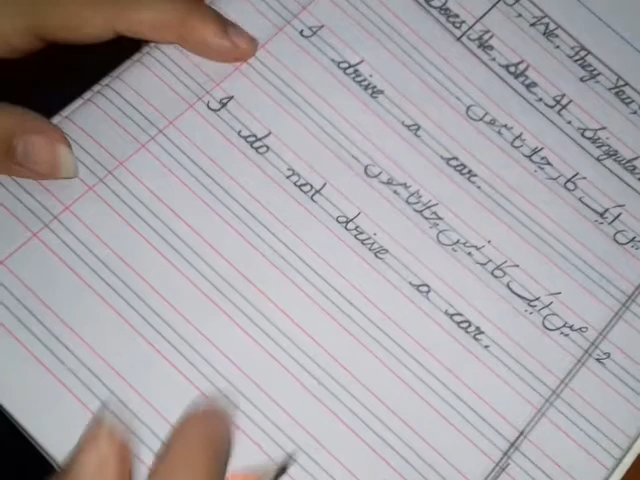 I, We, They, You,
Does He, She, It, Singular
میں ایک کار چلاتا ہوں۔
I drive a car.
2- میں ایک کار نہیں چلاتا ہوں۔
I do not drive a car.